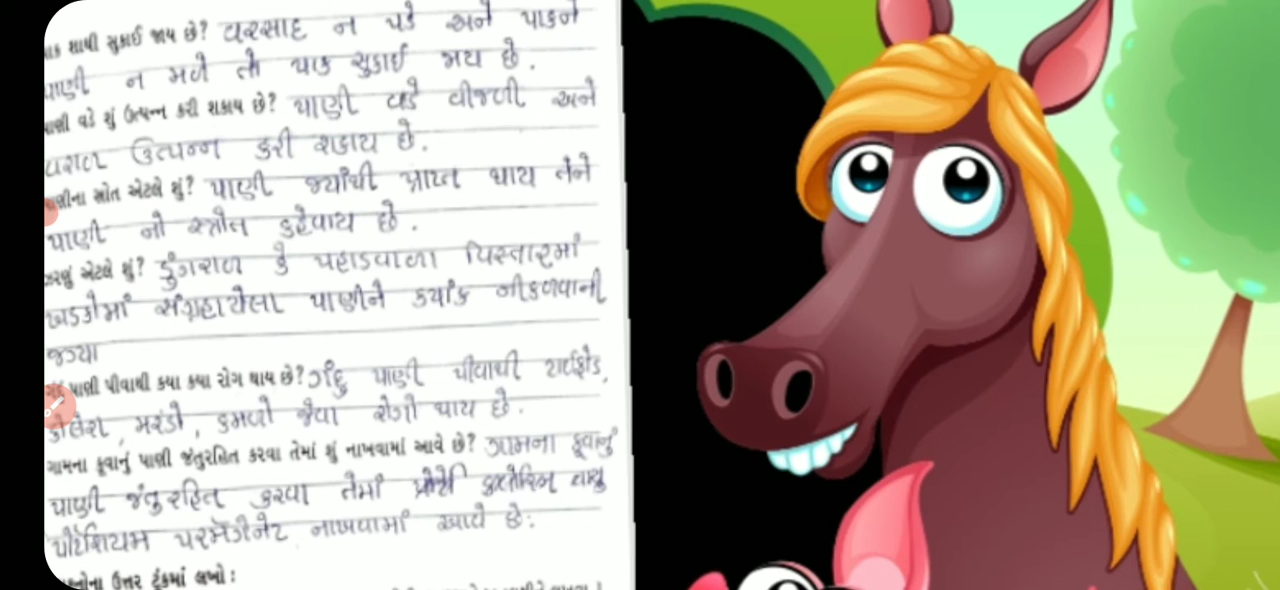 પાક શાથી સુકાઈ જાય છે? વરસાદ ન પડે અને પાકને
પાણી ન મળે તો પાક સુકાઈ જાય છે.
પાણી વડે શું ઉત્પન્ન કરી શકાય છે? પાણી વડે વીજળી અને
વરાળ ઉત્પન્ન કરી શકાય છે.
પાણીના સ્રોત એટલે શું? પાણી જ્યાંથી પ્રાપ્ત થાય તેને
પાણી નો સ્ત્રોત કહેવાય છે.
ઝરણું એટલે શું? ડુંગરાળ કે પહાડવાળા વિસ્તારમાં
ખડકોમાં સંગ્રહાયેલા પાણીને ક્યાંક નીકળવાની
જગ્યા
પાણી પીવાથી કયા કયા રોગ થાય છે? ગંદુ પાણી પીવાથી ટાઈફોડ,
કોલેરા, મરડો, કમળો જેવા રોગો થાય છે.
ગામના કૂવાનું પાણી જંતુરહિત કરવા તેમાં શું નાખવામાં આવે છે? ગામના કૂવાનું
પાણી જંતુરહિત કરવા તેમાં ક્લોરિન વાયુ
પોટેશિયમ પરમેંગેનેટ નાખવામાં આવે છે.
ઉત્તર ટૂંકમાં લખો :